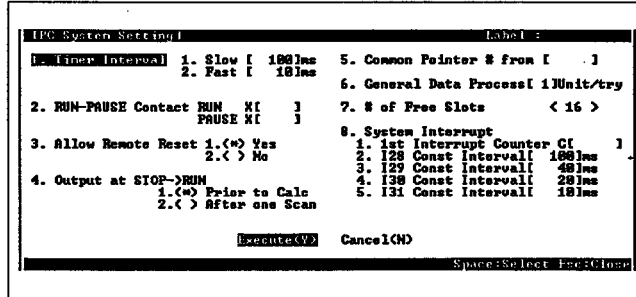 [PC System Setting]
Label :
1. Timer Interval 1. Slow [ 100]ms
2. Fast [ 10]ms
2. RUN-PAUSE Contact RUN X[ ]
PAUSE X[ ]
3. Allow Remote Reset 1.(*) Yes
2.( ) No
4. Output at STOP->RUN
1.(*) Prior to Calc
2.( ) After one Scan
5. Common Pointer # from [ ]
6. General Data Process[ 1]Unit/try
7. # of Free Slots < 16 >
8. System Interrupt
1. 1st Interrupt Counter C[ ]
2. I28 Const Interval[ 100]ms
3. I29 Const Interval[ 40]ms
4. I30 Const Interval[ 20]ms
5. I31 Const Interval[ 10]ms
Execute(Y) Cancel(N)
Space:Select Esc:Close